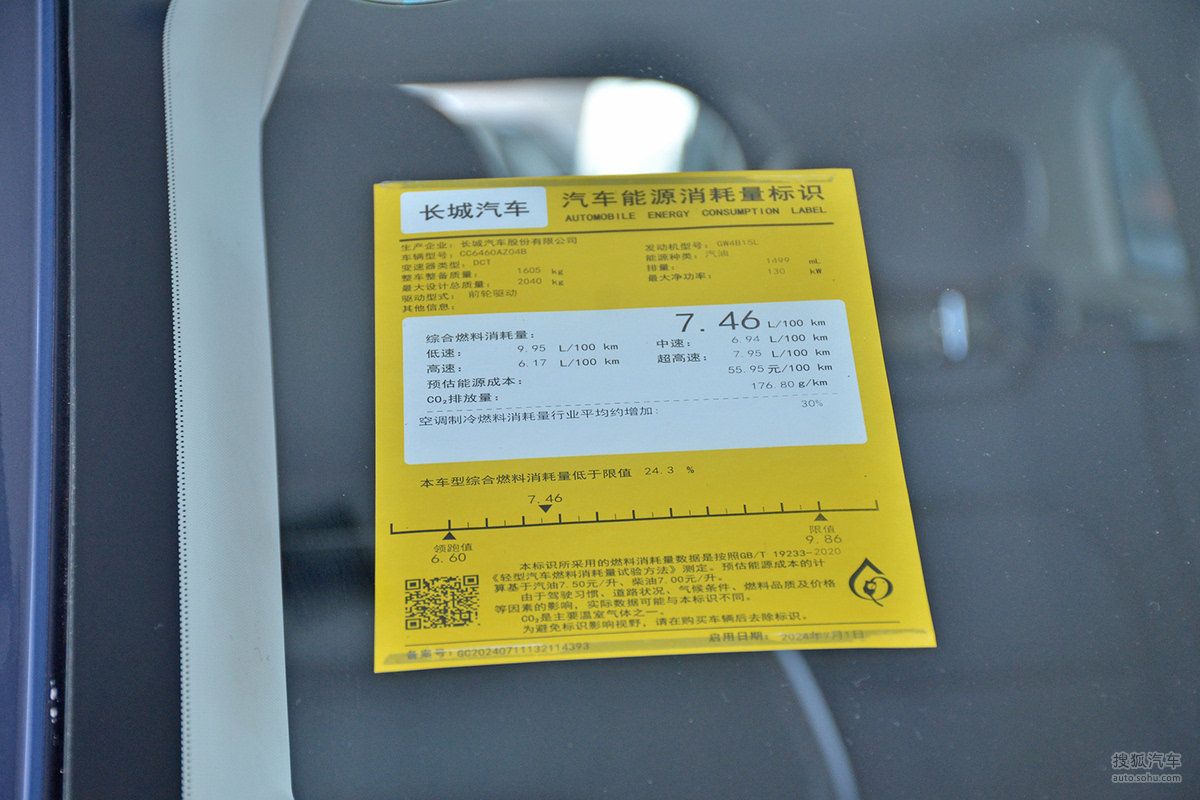 长城汽车
汽车能源消耗量标识
AUTOMOBILE ENERGY CONSUMPTION LABEL
生产企业: 长城汽车股份有限公司
车辆型号: CC6460AZ04B
变速器类型: DCT
整车整备质量: 1605 kg
最大设计总质量: 2040 kg
驱动型式: 前轮驱动
其他信息:
发动机型号: GW4B15L
能源种类: 汽油
排量: 1499 mL
最大净功率: 130 kW
综合燃料消耗量: 7.46 L/100 km
低速: 9.95 L/100 km 中速: 6.94 L/100 km
高速: 6.17 L/100 km 超高速: 7.95 L/100 km
预估能源成本: 55.95 元/100 km
CO₂排放量: 176.80 g/km
空调制冷燃料消耗量行业平均约增加: 30%
本车型综合燃料消耗量低于限值 24.3 %
7.46
领跑值
6.60
限值
9.86
本标识所采用的燃料消耗量数据是按照GB/T 19233-2020
《轻型汽车燃料消耗量试验方法》测定。预估能源成本的计
算基于汽油7.50元/升、柴油7.00元/升。
由于驾驶习惯、道路状况、气候条件、燃料品质及价格
等因素的影响,实际数据可能与本标识不同。
CO₂是主要温室气体之一。
为避免标识影响视野,请在购买车辆后去除标识。
备案号: GC20240711132114393
启用日期: 2024年7月1日
搜狐汽车
auto.sohu.com